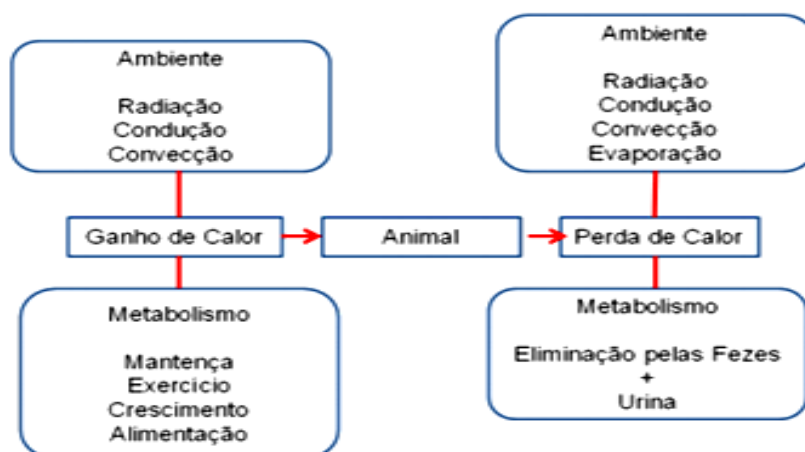 Ambiente
Radiação
Condução
Convecção
Ambiente
Radiação
Condução
Convecção
Evaporação
Ganho de Calor
Animal
Perda de Calor
Metabolismo
Mantença
Exercicio
Crescimento
Alimentação
Metabolismo
Eliminação pelas Fezes
+
Urina